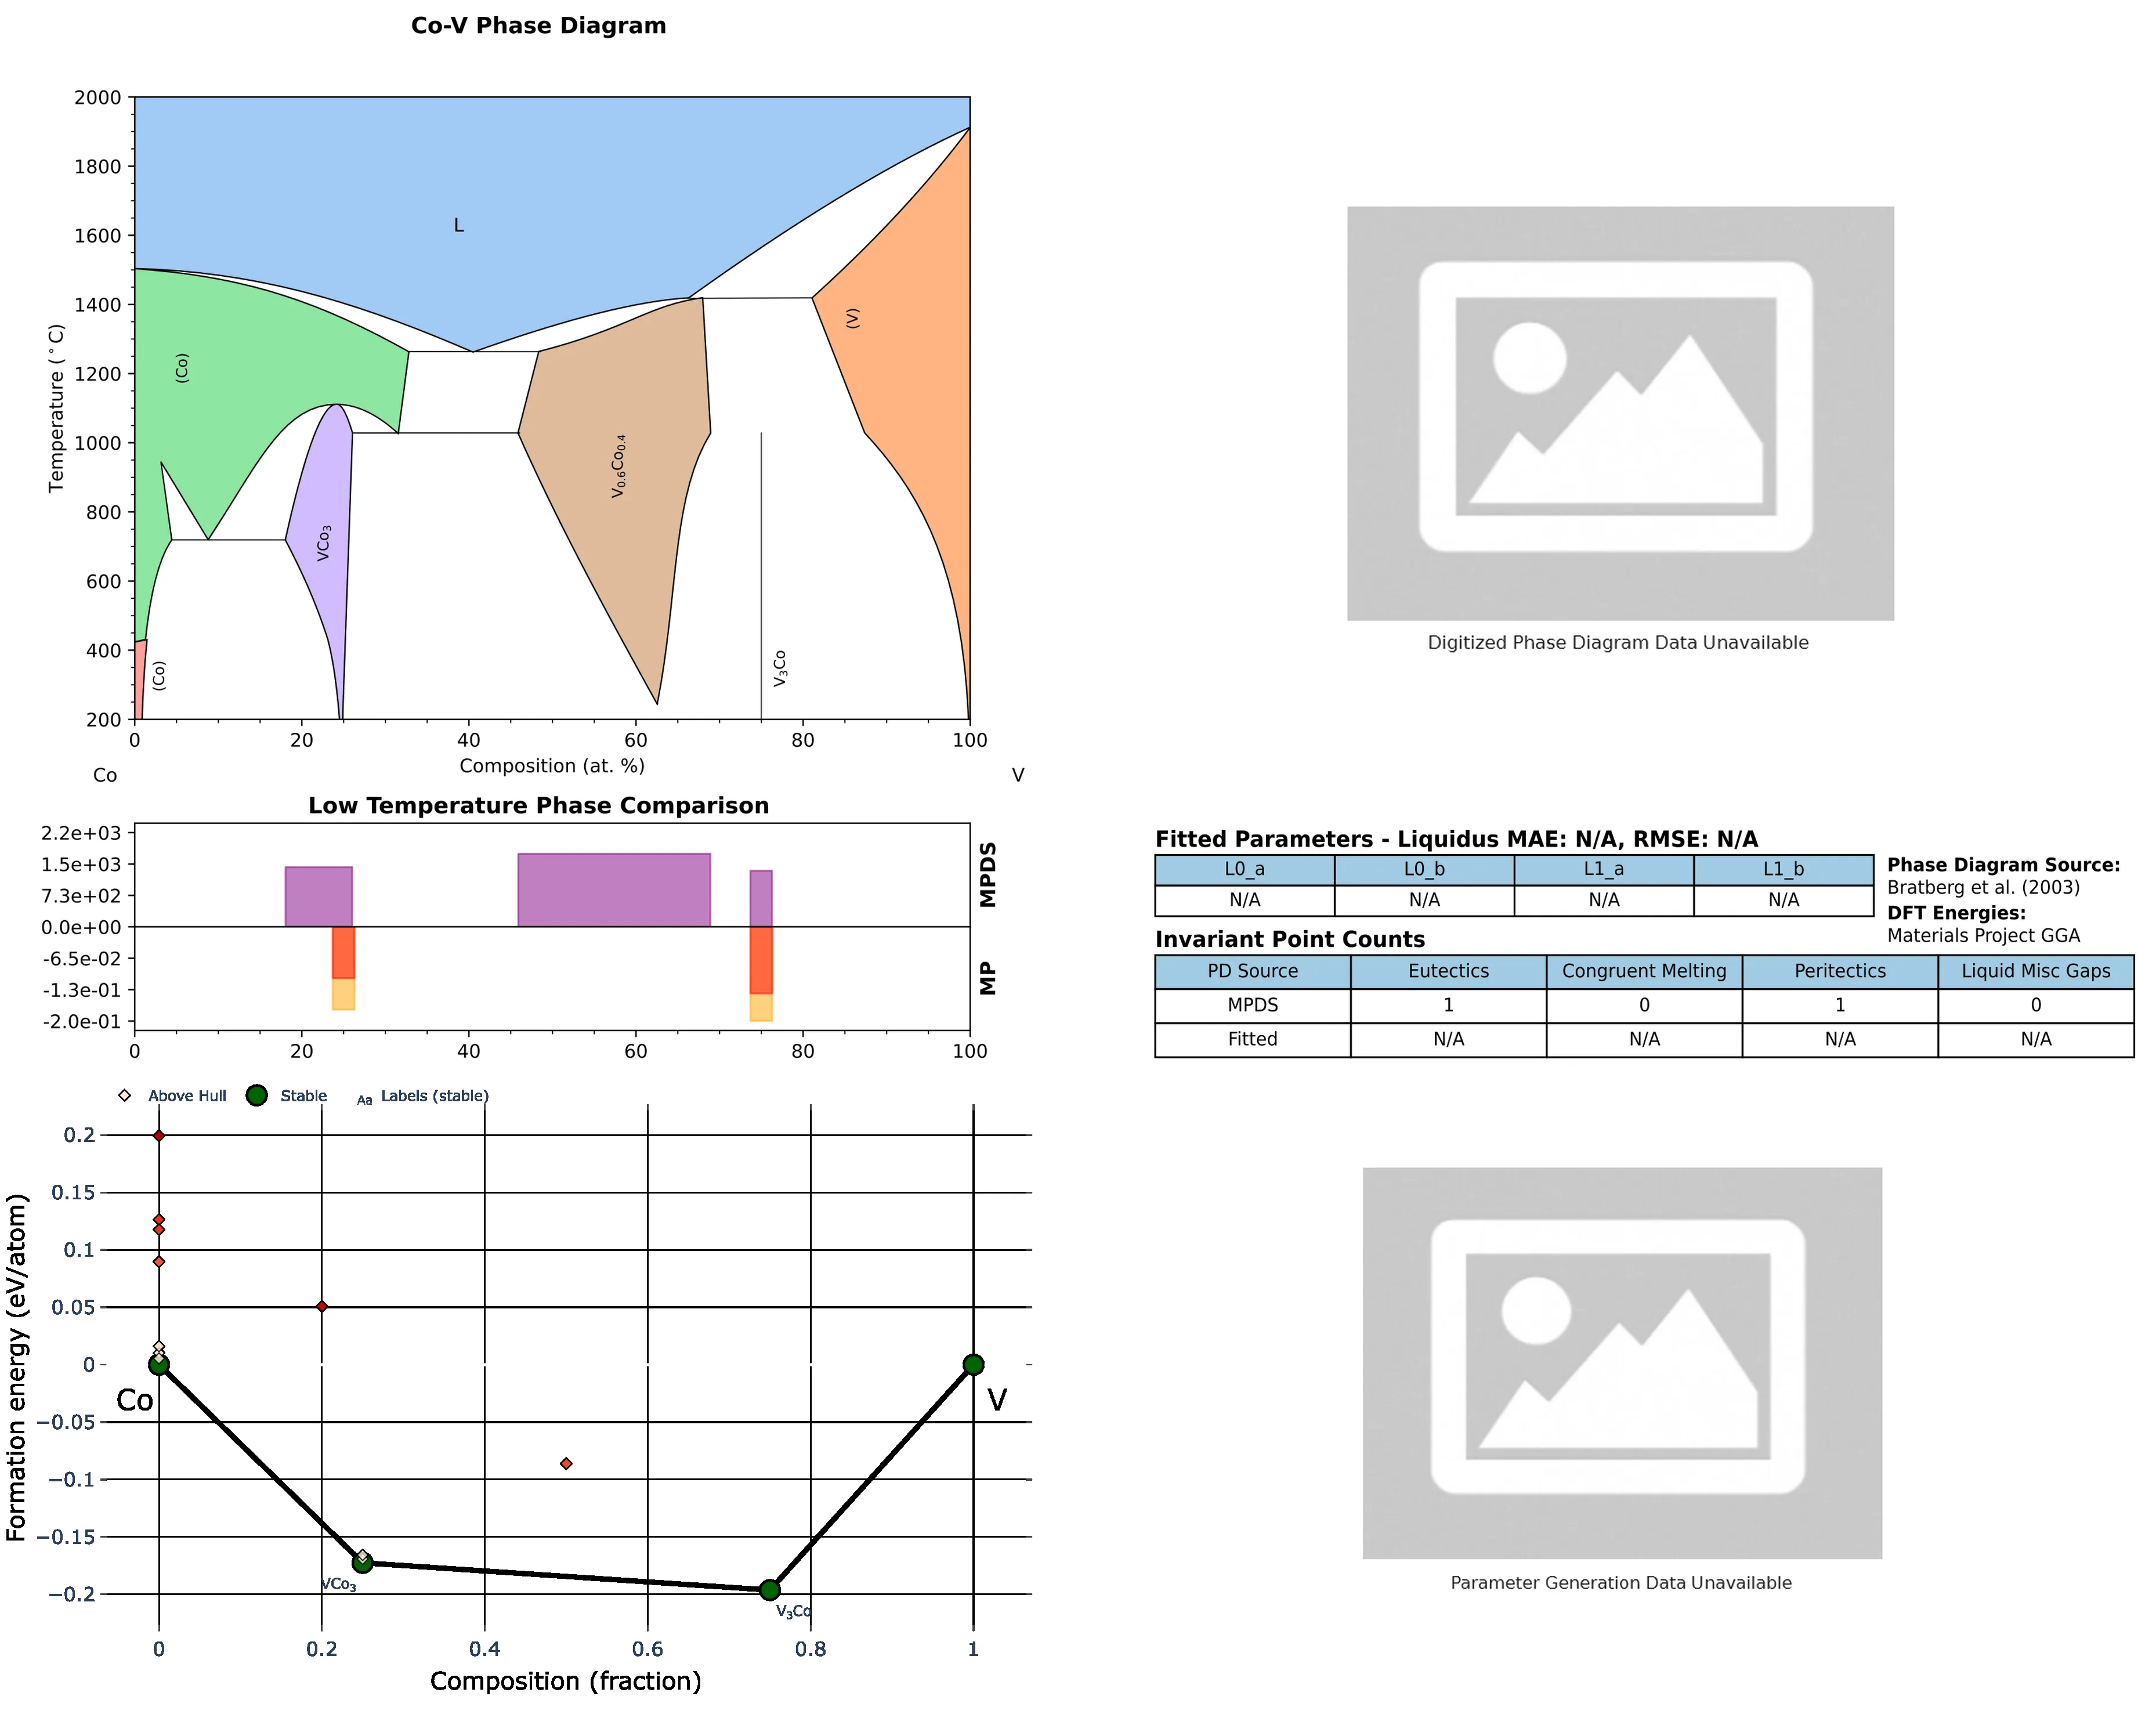 Co-V Phase Diagram
2000
1800
1600
1400
1200
1000
800
600
400
200
Temperature (°C)
L
(Co)
(V)
V0.6Co0.4
VCo3
(Co)
V3Co
0 20 40 60 80 100
Composition (at. %)
Co V
Digitized Phase Diagram Data Unavailable
Low Temperature Phase Comparison
2.2e+03
1.5e+03
7.3e+02
0.0e+00
-6.5e-02
-1.3e-01
-2.0e-01
MPDS
MP
0 20 40 60 80 100
Fitted Parameters - Liquidus MAE: N/A, RMSE: N/A
L0_a L0_b L1_a L1_b
N/A N/A N/A N/A
Phase Diagram Source:
Bratberg et al. (2003)
DFT Energies:
Materials Project GGA
Invariant Point Counts
PD Source Eutectics Congruent Melting Peritectics Liquid Misc Gaps
MPDS 1 0 1 0
Fitted N/A N/A N/A N/A
Above Hull Stable Aa Labels (stable)
0.2
0.15
0.1
0.05
0
−0.05
−0.1
−0.15
−0.2
Formation energy (eV/atom)
Co
V
VCo3
V3Co
0 0.2 0.4 0.6 0.8 1
Composition (fraction)
Parameter Generation Data Unavailable